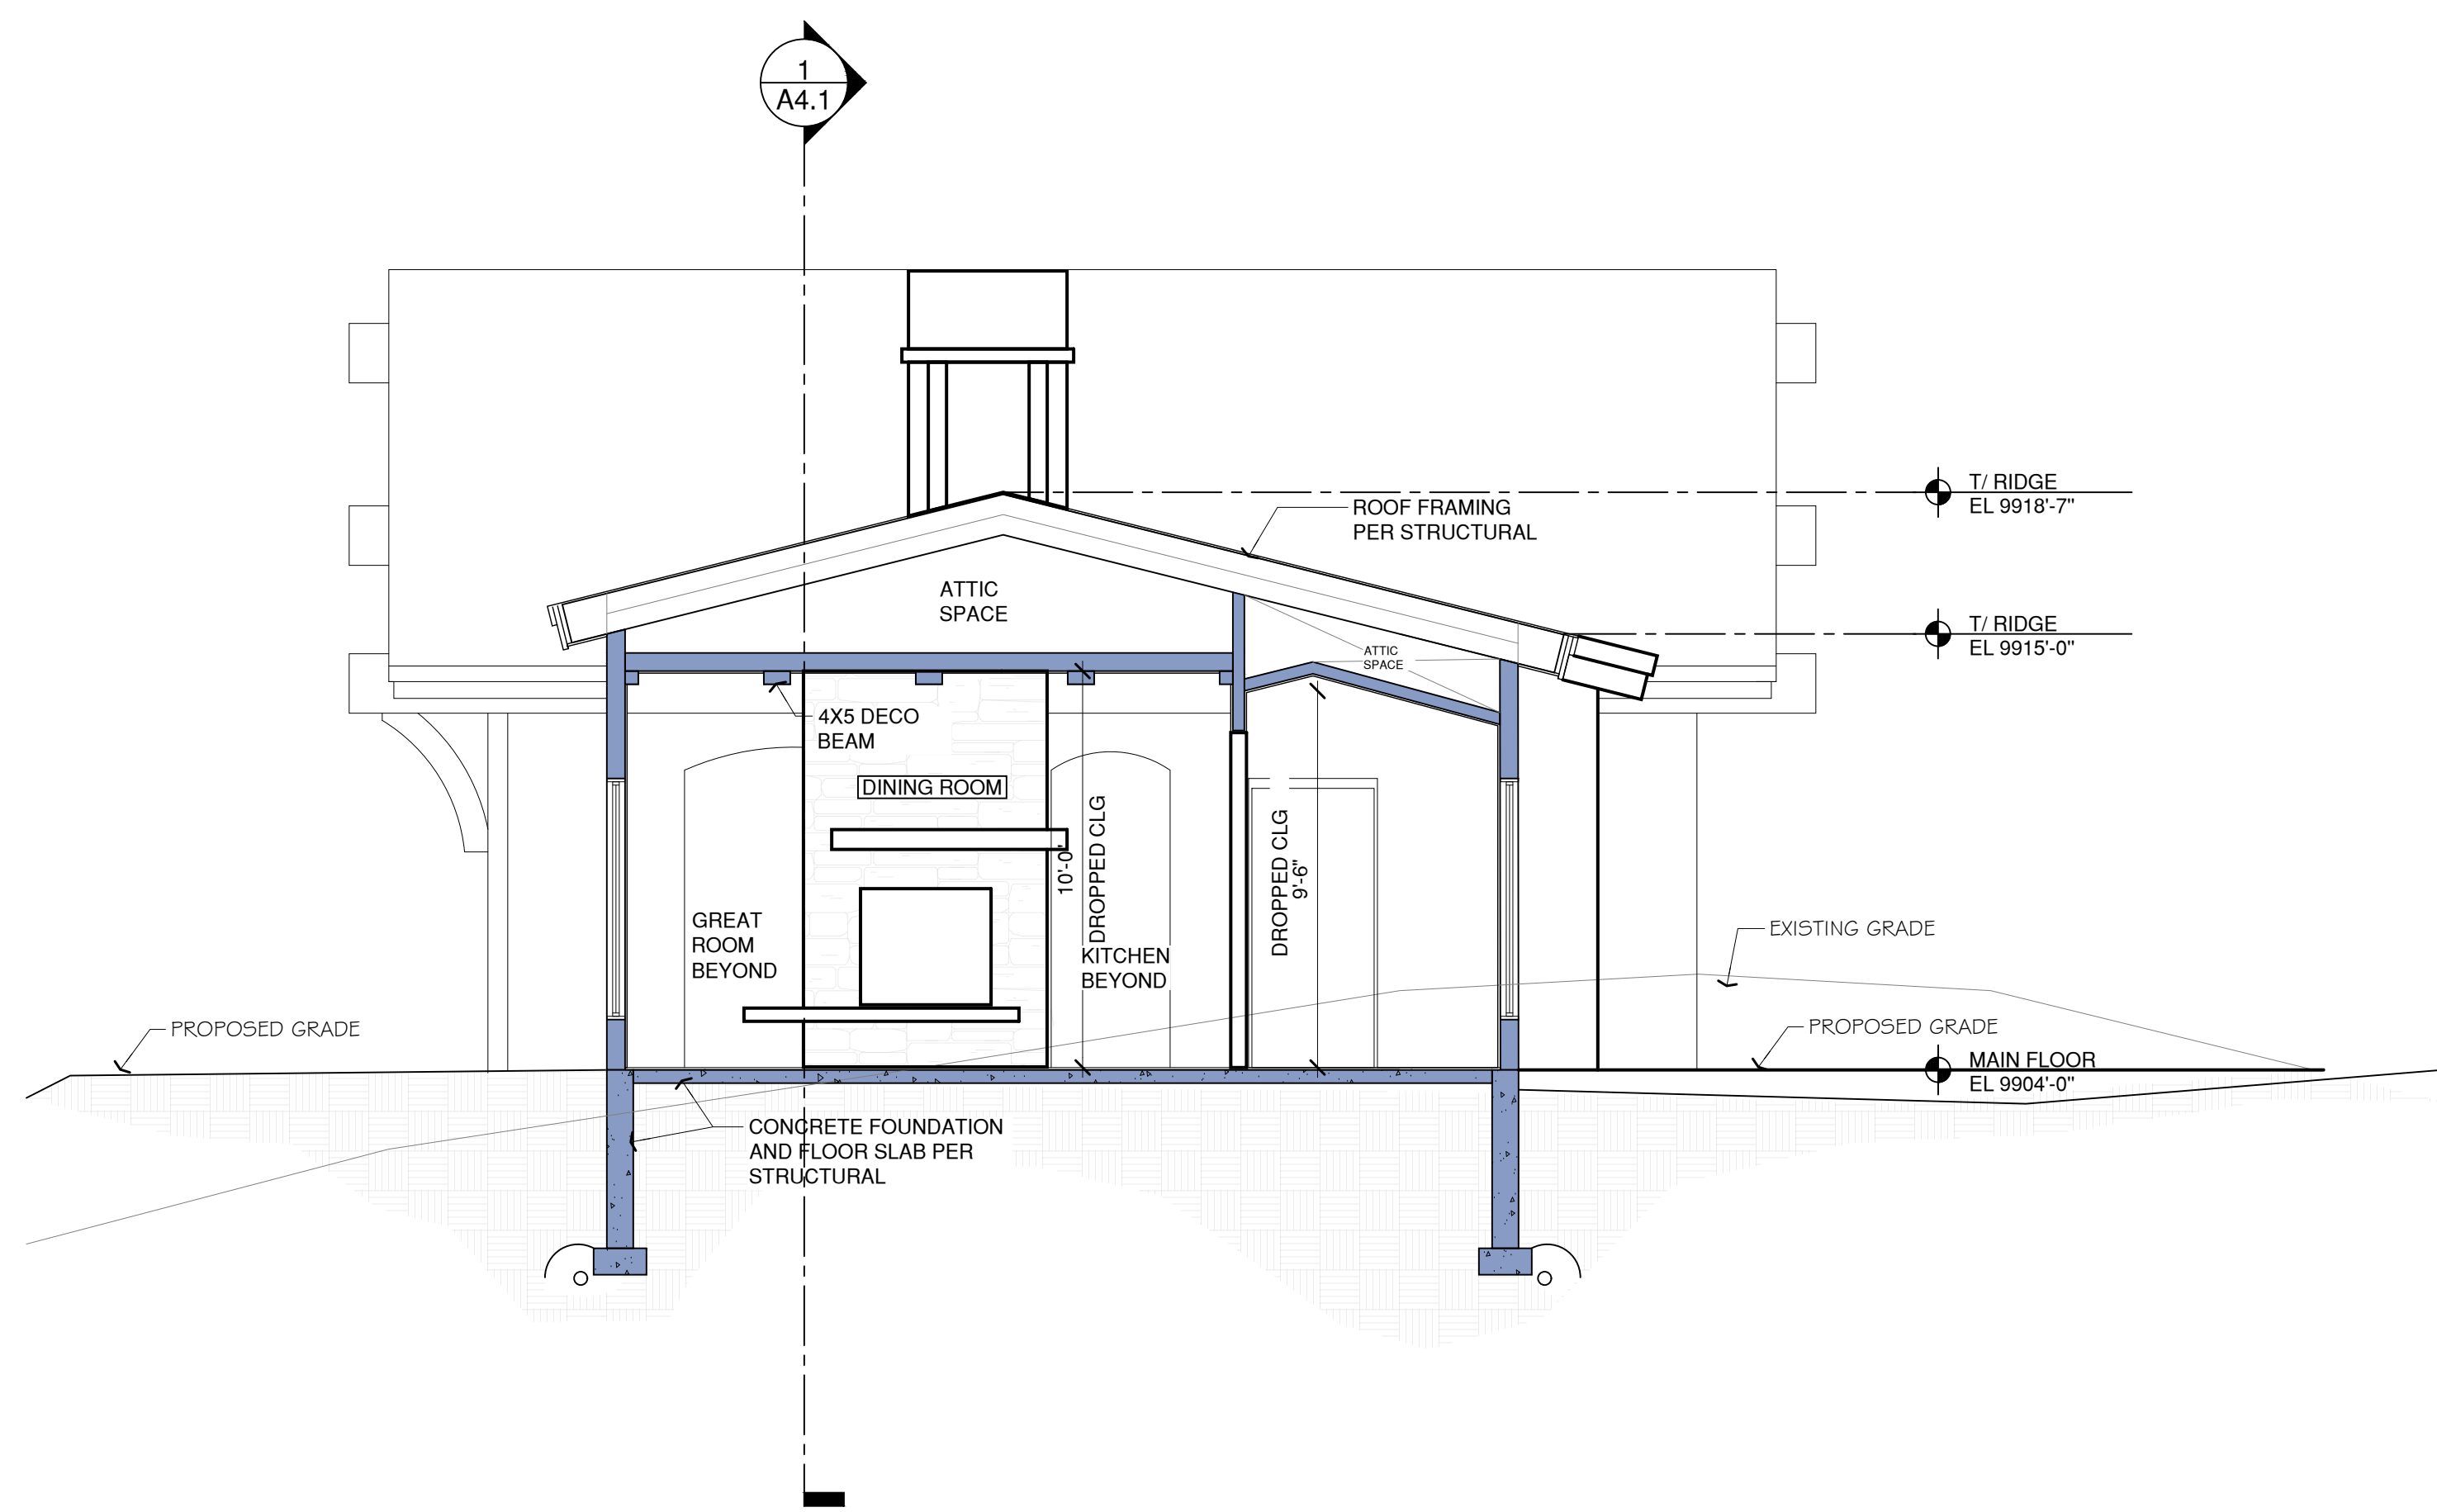 1
A4.1
T/ RIDGE
EL 9918'-7"
ROOF FRAMING
PER STRUCTURAL
ATTIC
SPACE
T/ RIDGE
EL 9915'-0"
ATTIC
SPACE
4X5 DECO
BEAM
DINING ROOM
10'-0"
DROPPED CLG
DROPPED CLG
9'-6"
GREAT
ROOM
BEYOND
KITCHEN
BEYOND
EXISTING GRADE
PROPOSED GRADE
PROPOSED GRADE
MAIN FLOOR
EL 9904'-0"
CONCRETE FOUNDATION
AND FLOOR SLAB PER
STRUCTURAL